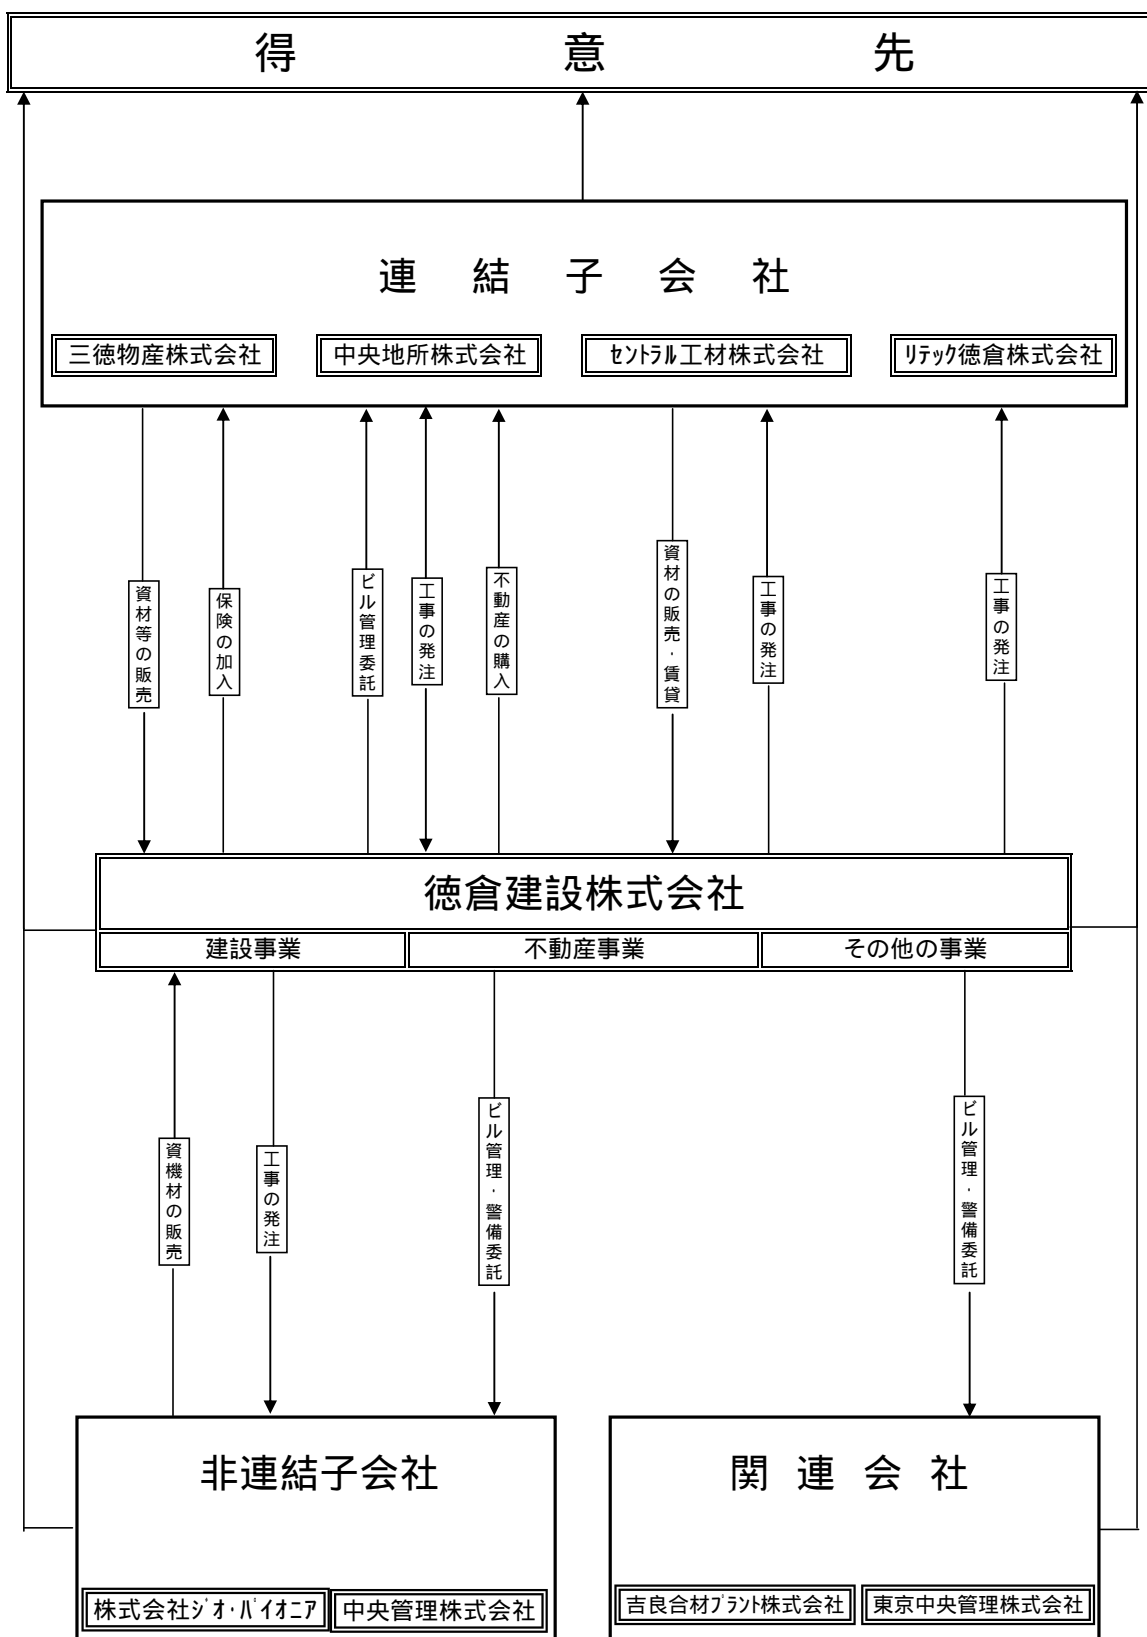 得意先
連結子会社
三徳物産株式会社
中央地所株式会社
ｾﾝﾄﾗﾙ工材株式会社
ﾘﾃｯｸ徳倉株式会社
資材等の販売
保険の加入
ビル管理委託
工事の発注
不動産の購入
資材の販売・賃貸
工事の発注
工事の発注
徳倉建設株式会社
建設事業
不動産事業
その他の事業
資機材の販売
工事の発注
ビル管理・警備委託
ビル管理・警備委託
非連結子会社
関連会社
株式会社ｼﾞｵ・ﾊﾟｲｵﾆｱ
中央管理株式会社
吉良合材ﾌﾟﾗﾝﾄ株式会社
東京中央管理株式会社